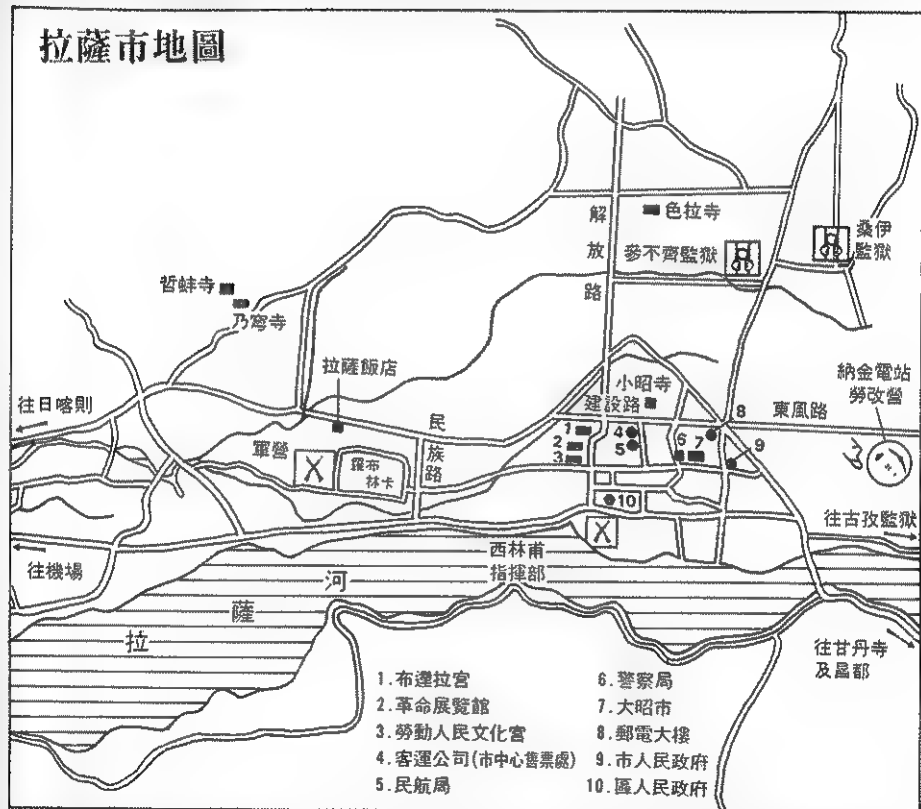 拉薩市地圖
解放路
色拉寺
參不齊監獄
桑伊
監獄
哲蚌寺
乃窮寺
拉薩飯店
小昭寺
建設路
納金電站
勞改營
往日喀則
民族路
東風路
軍營
羅布
林卡
1
2
3
4
5
6
7
8
9
10
往古孜監獄
西林甫
指揮部
往機場
拉薩河
往甘丹寺
及昌都
1. 布達拉宮
2. 革命展覽館
3. 勞動人民文化宮
4. 客運公司(市中心售票處)
5. 民航局
6. 警察局
7. 大昭市
8. 郵電大樓
9. 市人民政府
10. 區人民政府